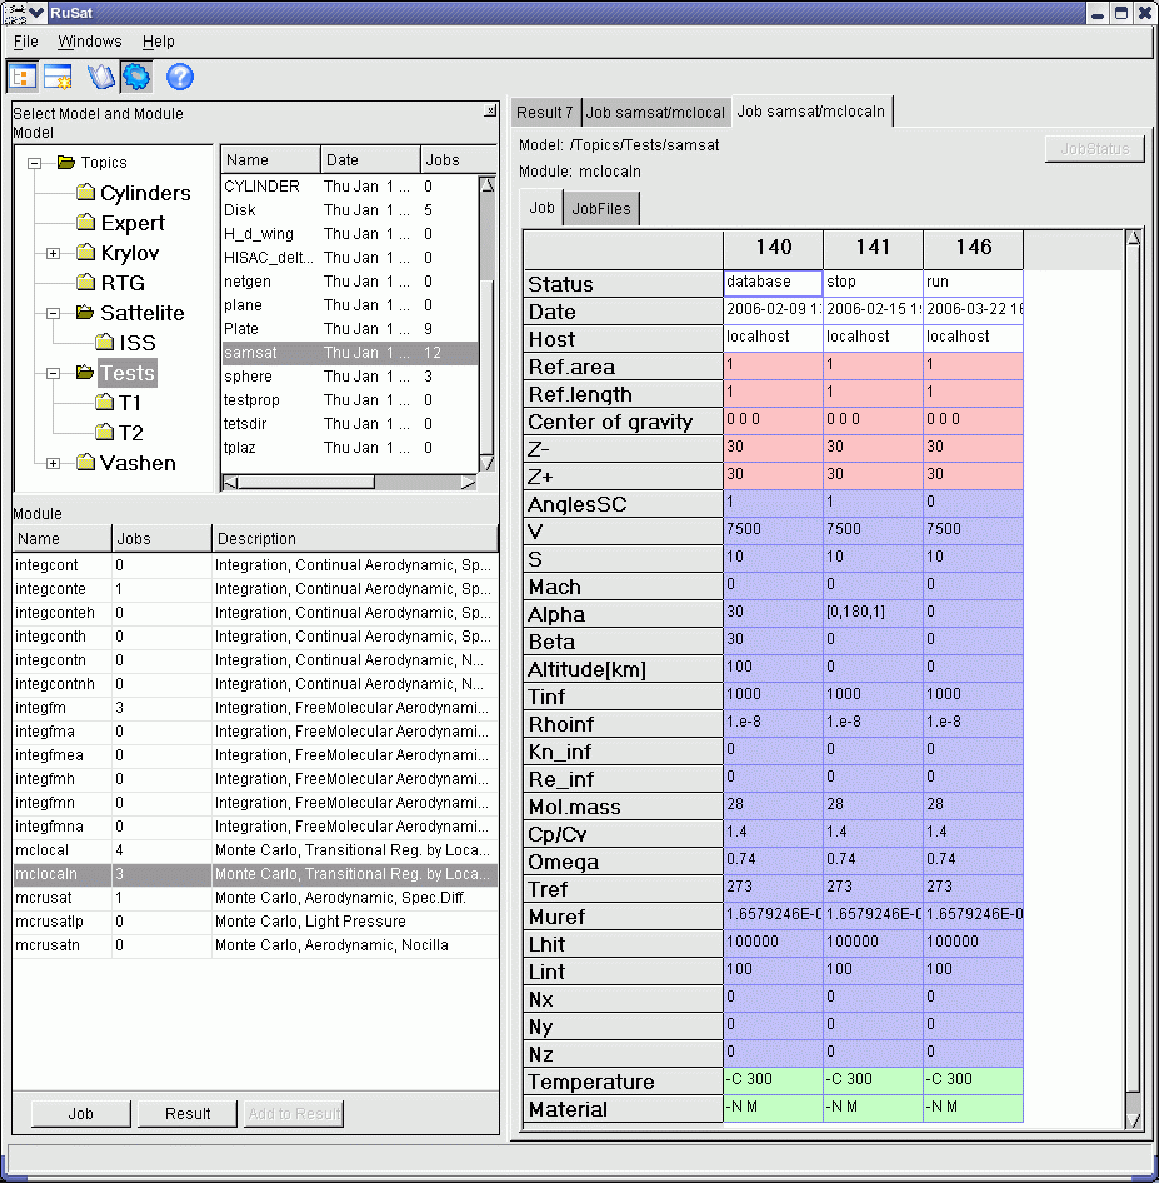 RuSat
File Windows Help
Select Model and Module
Model
Topics
Cylinders
Expert
Krylov
RTG
Sattelite
ISS
Tests
T1
T2
Vashen
Name Date Jobs
CYLINDER Thu Jan 1 ... 0
Disk Thu Jan 1 ... 5
H_d_wing Thu Jan 1 ... 0
HISAC_delt... Thu Jan 1 ... 0
netgen Thu Jan 1 ... 0
plane Thu Jan 1 ... 0
Plate Thu Jan 1 ... 9
samsat Thu Jan 1 ... 12
sphere Thu Jan 1 ... 3
testprop Thu Jan 1 ... 0
tetsdir Thu Jan 1 ... 0
tplaz Thu Jan 1 ... 0
Module
Name Jobs Description
integcont 0 Integration, Continual Aerodynamic, Sp...
integconte 1 Integration, Continual Aerodynamic, Sp...
integconteh 0 Integration, Continual Aerodynamic, Sp...
integconth 0 Integration, Continual Aerodynamic, Sp...
integcontn 0 Integration, Continual Aerodynamic, N...
integcontnh 0 Integration, Continual Aerodynamic, N...
integfm 3 Integration, FreeMolecular Aerodynami...
integfma 0 Integration, FreeMolecular Aerodynami...
integfmea 0 Integration, FreeMolecular Aerodynami...
integfmh 0 Integration, FreeMolecular Aerodynami...
integfmn 0 Integration, FreeMolecular Aerodynami...
integfmna 0 Integration, FreeMolecular Aerodynami...
mclocal 4 Monte Carlo, Transitional Reg. by Loca...
mclocaln 3 Monte Carlo, Transitional Reg. by Loca...
mcrusat 1 Monte Carlo, Aerodynamic, Spec.Diff.
mcrusatlp 0 Monte Carlo, Light Pressure
mcrusatn 0 Monte Carlo, Aerodynamic, Nocilla
Job Result Add to Result
Result 7 Job samsat/mclocal Job samsat/mclocaln
Model: /Topics/Tests/samsat JobStatus
Module: mclocaln
Job JobFiles
140 141 146
Status database stop run
Date 2006-02-09 1 2006-02-15 1 2006-03-22 16
Host localhost localhost localhost
Ref.area 1 1 1
Ref.length 1 1 1
Center of gravity 0 0 0 0 0 0 0 0 0
Z- 30 30 30
Z+ 30 30 30
AnglesSC 1 1 0
V 7500 7500 7500
S 10 10 10
Mach 0 0 0
Alpha 30 [0,180,1] 0
Beta 30 0 0
Altitude[km] 100 0 0
Tinf 1000 1000 1000
Rhoinf 1.e-8 1.e-8 1.e-8
Kn_inf 0 0 0
Re_inf 0 0 0
Mol.mass 28 28 28
Cp/Cv 1.4 1.4 1.4
Omega 0.74 0.74 0.74
Tref 273 273 273
Muref 1.6579246E-0 1.6579246E-0 1.6579246E-0
Lhit 100000 100000 100000
Lint 100 100 100
Nx 0 0 0
Ny 0 0 0
Nz 0 0 0
Temperature -C 300 -C 300 -C 300
Material -N M -N M -N M